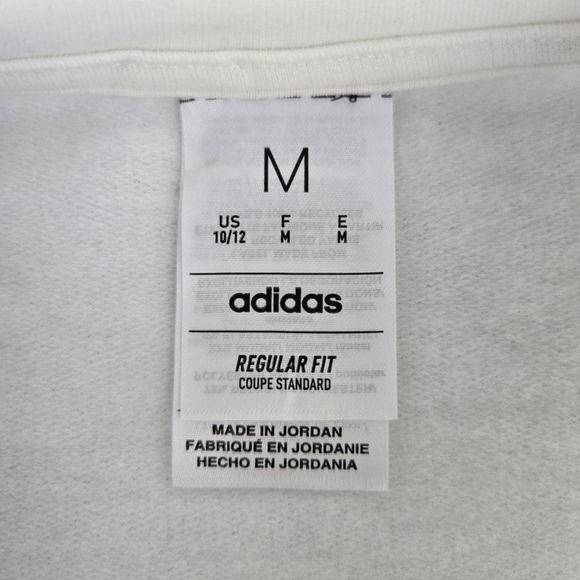 M
US F E
10/12 M M
adidas
REGULAR FIT
COUPE STANDARD
MADE IN JORDAN
FABRIQUÉ EN JORDANIE
HECHO EN JORDANIA